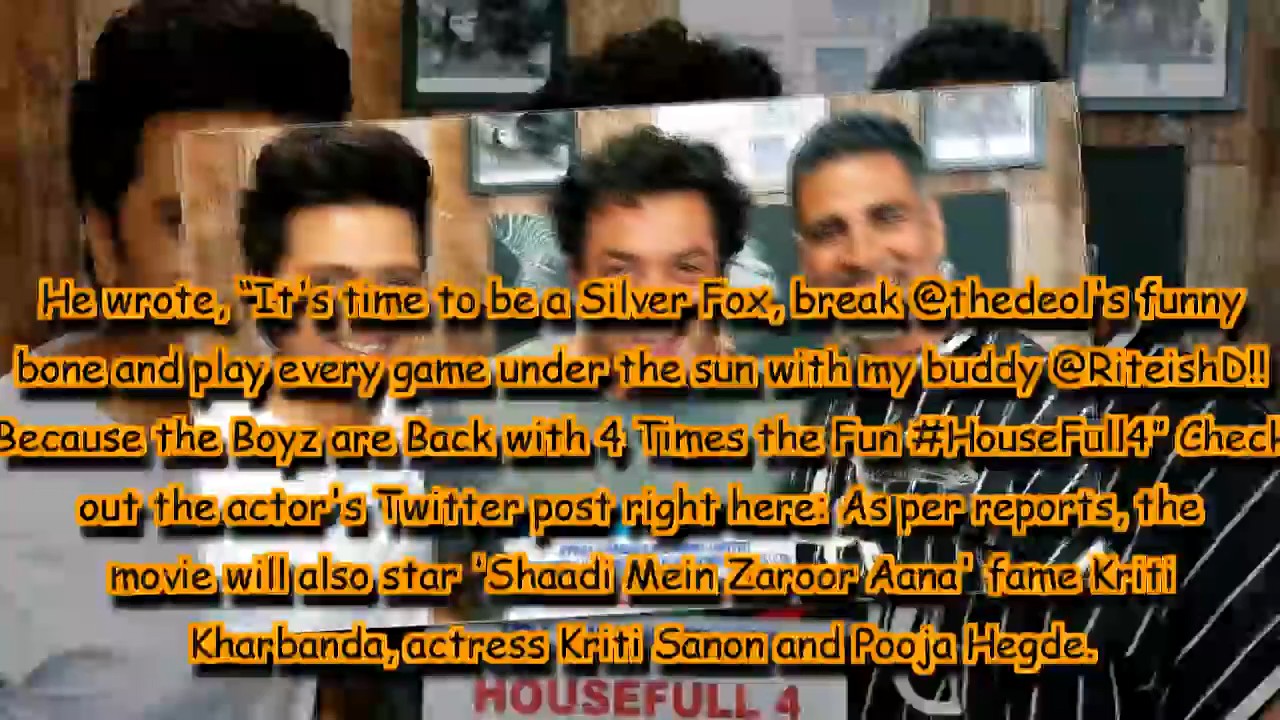 He wrote, "It's time to be a Silver Fox, break @thedeol's funny
bone and play every game under the sun with my buddy @RiteishD!!
Because the Boyz are Back with 4 Times the Fun #HouseFull4" Check
out the actor's Twitter post right here: As per reports, the
movie will also star 'Shaadi Mein Zaroor Aana' fame Kriti
Kharbanda, actress Kriti Sanon and Pooja Hegde.
HOUSEFULL 4